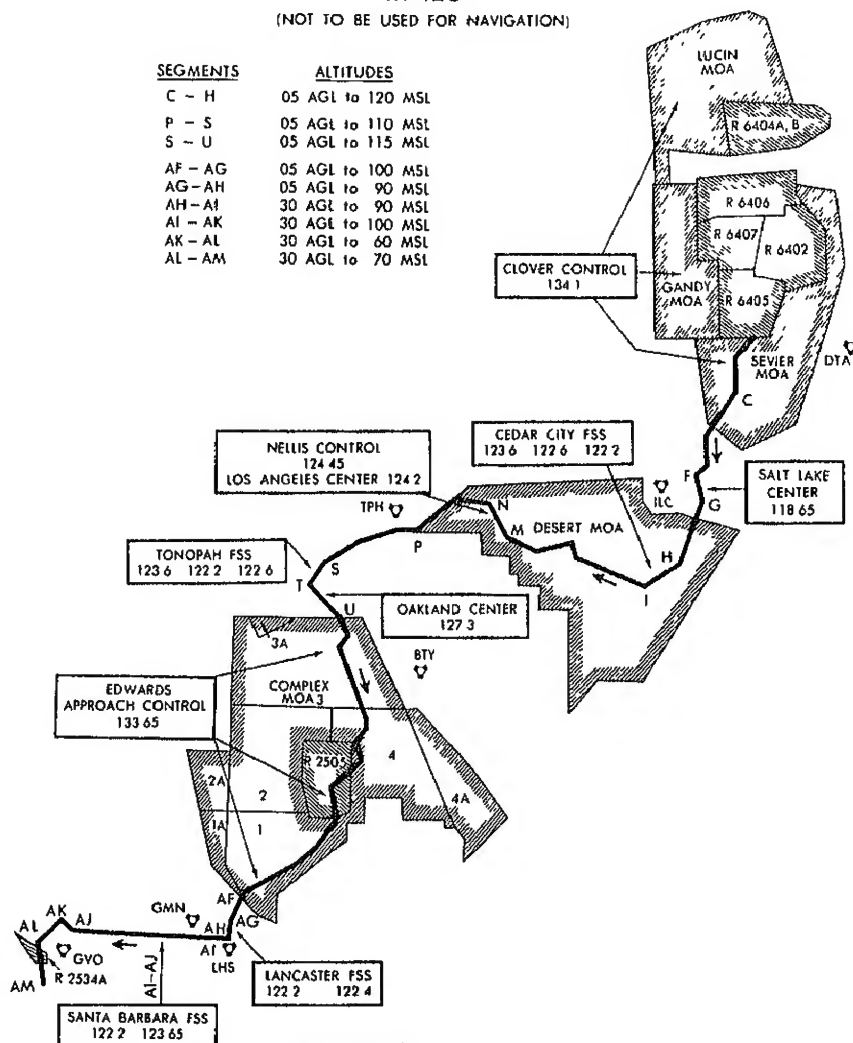 (NOT TO BE USED FOR NAVIGATION)
SEGMENTS ALTITUDES
C – H 05 AGL to 120 MSL
P – S 05 AGL to 110 MSL
S – U 05 AGL to 115 MSL
AF – AG 05 AGL to 100 MSL
AG – AH 05 AGL to 90 MSL
AH – AI 30 AGL to 90 MSL
AI – AK 30 AGL to 100 MSL
AK – AL 30 AGL to 60 MSL
AL – AM 30 AGL to 70 MSL
LUCIN
MOA
R 6404A, B
R 6406
R 6407
R 6402
CLOVER CONTROL
134 1
GANDY
MOA
R 6405
SEVIER
MOA
DTA
C
NELLIS CONTROL
124 45
LOS ANGELES CENTER 124 2
CEDAR CITY FSS
123 6 122 6 122 2
F
SALT LAKE
CENTER
118 65
ILC
G
TPH
N
M
DESERT MOA
P
H
I
TONOPAH FSS
123 6 122 2 122 6
S
T
U
OAKLAND CENTER
127 3
3A
BTY
EDWARDS
APPROACH CONTROL
133 65
COMPLEX
MOA 3
R 2505
4
2A
2
4A
1A
1
AF
AG
GMN
AK
AL
AJ
AH
AI
LHS
GVO
R 2534A
AM
AI–AJ
LANCASTER FSS
122 2 122 4
SANTA BARBARA FSS
122 2 123 65